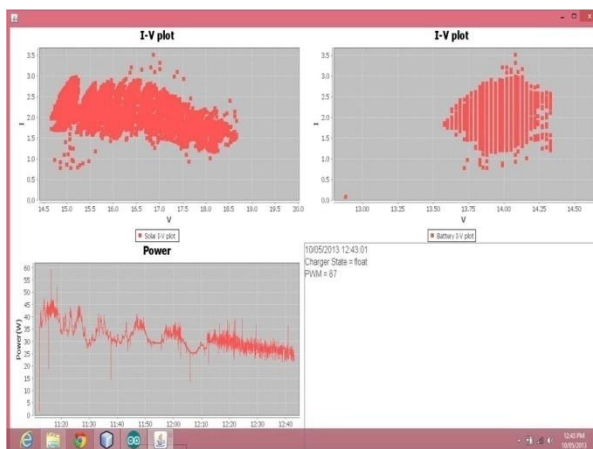 I-V plot
3.5
3.0
2.5
2.0
1.5
1.0
0.5
0.0
I
14.5 15.0 15.5 16.0 16.5 17.0 17.5 18.0 18.5 19.0 19.5 20.0
V
Solar I-V plot
I-V plot
3.5
3.0
2.5
2.0
1.5
1.0
0.5
0.0
I
13.00 13.25 13.50 13.75 14.00 14.25 14.50
V
Battery I-V plot
Power
60
55
50
45
40
35
30
25
20
15
10
5
0
Power(W)
11:20 11:30 11:40 11:50 12:00 12:10 12:20 12:30 12:40
10/05/2013 12:43:01
Charger State = float
PWM = 87
12:43 PM
10/05/2013